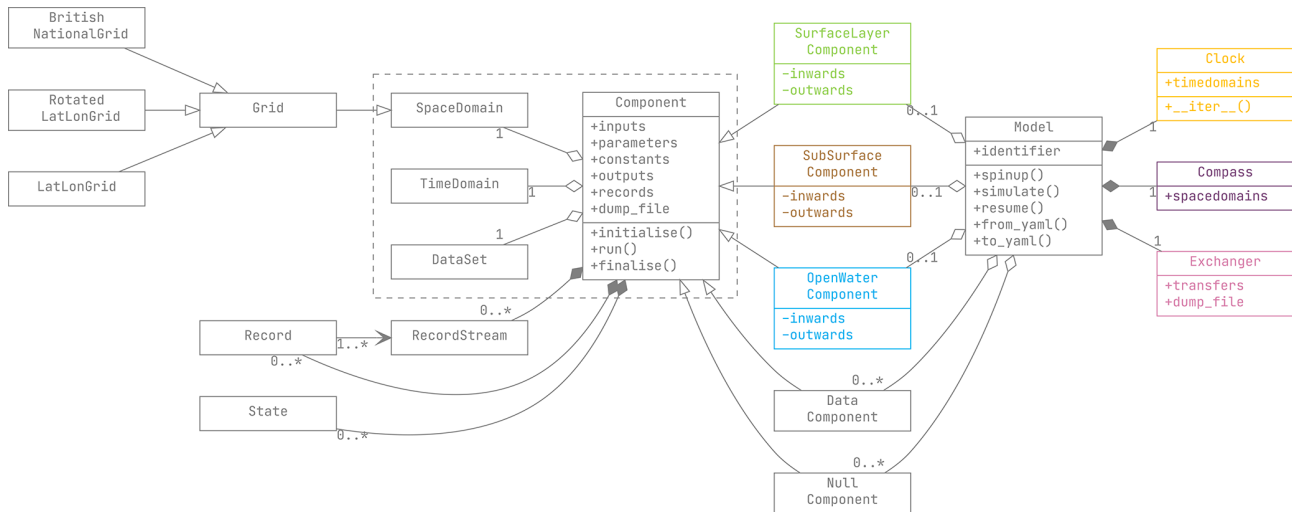 British
NationalGrid
Rotated
LatLonGrid
LatLonGrid
Grid
SpaceDomain
1
TimeDomain
1
1
DataSet
Component
+inputs
+parameters
+constants
+outputs
+records
+dump_file
+initialise()
+run()
+finalise()
0..*
Record
1..*
RecordStream
0..*
State
0..*
SurfaceLayer
Component
-inwards
-outwards
0..1
SubSurface
Component
-inwards
-outwards
0..1
OpenWater
Component
-inwards
-outwards
0..1
0..*
Data
Component
0..*
Null
Component
Model
+identifier
+spinup()
+simulate()
+resume()
+from_yaml()
+to_yaml()
Clock
+timedomains
+__iter__()
1
Compass
+spacedomains
1
1
Exchanger
+transfers
+dump_file